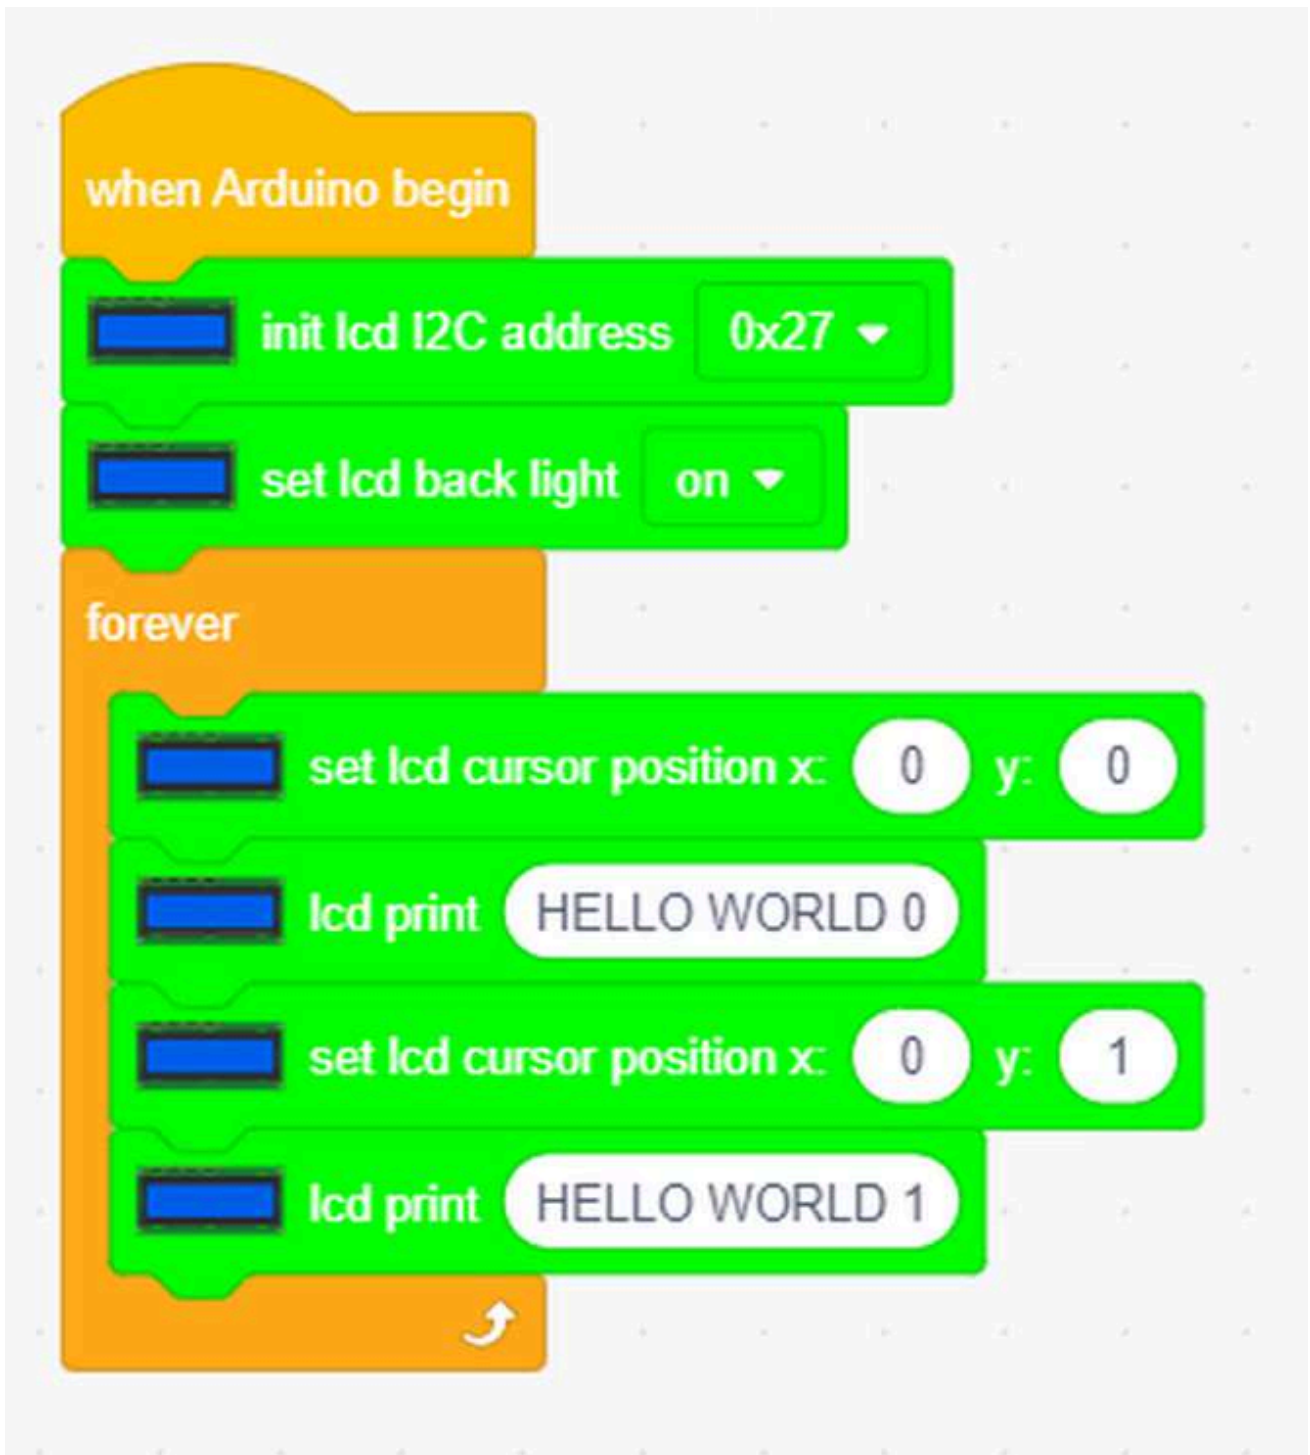 when Arduino begin
init lcd I2C address 0x27
set lcd back light on
forever
set lcd cursor position x: 0 y: 0
lcd print HELLO WORLD 0
set lcd cursor position x: 0 y: 1
lcd print HELLO WORLD 1